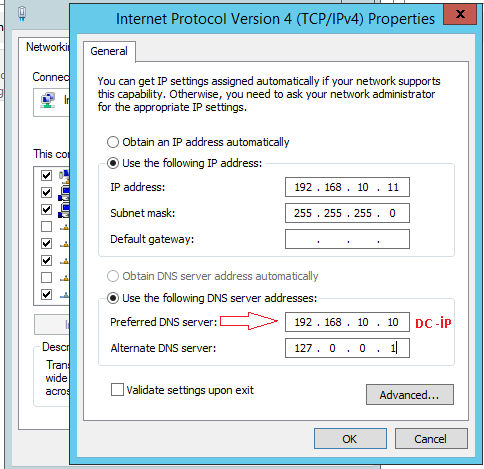 Internet Protocol Version 4 (TCP/IPv4) Properties
x
Networkin
General
Connec
You can get IP settings assigned automatically if your network supports
this capability. Otherwise, you need to ask your network administrator
for the appropriate IP settings.
Obtain an IP address automatically
Use the following IP address:
This con
IP address: 192 . 168 . 10 . 11
Subnet mask: 255 . 255 . 255 . 0
Default gateway: . . .
Obtain DNS server address automatically
Use the following DNS server addresses:
Preferred DNS server: 192 . 168 . 10 . 10 DC -İP
Alternate DNS server: 127 . 0 . 0 . 1
Descr
Trans
wide
acros
Validate settings upon exit
Advanced...
OK Cancel